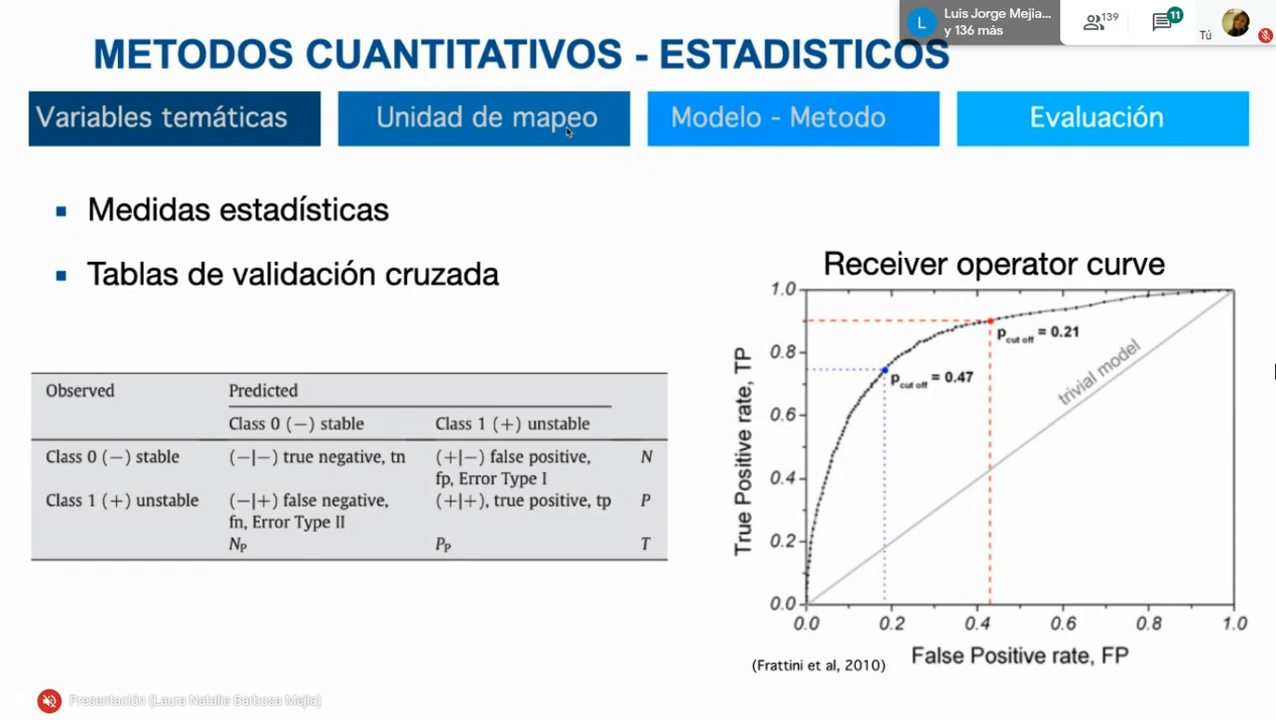 Luis Jorge Mejia...
y 136 más
139
11
Tú
METODOS CUANTITATIVOS - ESTADISTICOS
Variables temáticas
Unidad de mapeo
Modelo - Metodo
Evaluación
Medidas estadísticas
Tablas de validación cruzada
Observed
Predicted
Class 0 (−) stable
Class 1 (+) unstable
Class 0 (−) stable
(−|−) true negative, tn
(+|−) false positive,
fp, Error Type I
N
Class 1 (+) unstable
(−|+) false negative,
fn, Error Type II
(+|+), true positive, tp
P
NP
PP
T
Receiver operator curve
1.0
0.8
0.6
0.4
0.2
0.0
True Positive rate, TP
pcut off = 0.21
pcut off = 0.47
trivial model
0.0 0.2 0.4 0.6 0.8 1.0
False Positive rate, FP
(Frattini et al, 2010)
Presentación (Laura Natalie Barbosa Mejia)
L